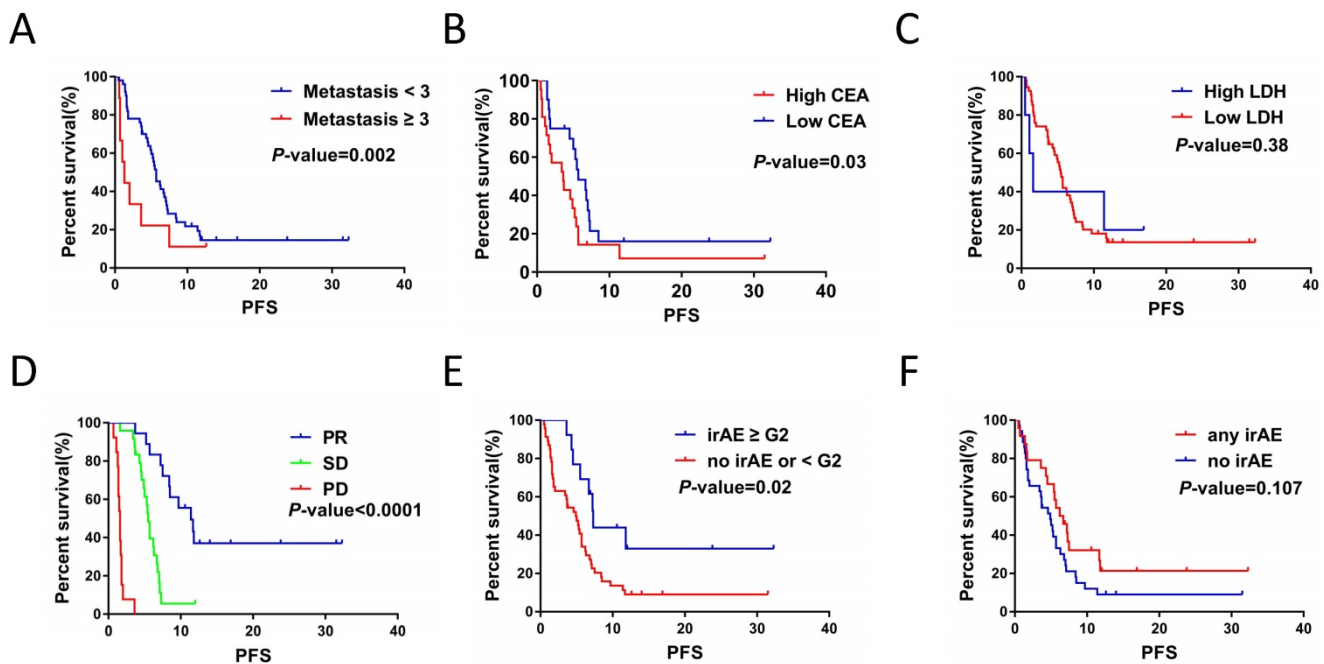 A
Percent survival(%)
100
80
60
40
20
0
0 10 20 30 40
PFS
Metastasis < 3
Metastasis ≥ 3
P-value=0.002
B
Percent survival(%)
100
80
60
40
20
0
0 10 20 30 40
PFS
High CEA
Low CEA
P-value=0.03
C
Percent survival(%)
100
80
60
40
20
0
0 10 20 30 40
PFS
High LDH
Low LDH
P-value=0.38
D
Percent survival(%)
100
80
60
40
20
0
0 10 20 30 40
PFS
PR
SD
PD
P-value<0.0001
E
Percent survival(%)
100
80
60
40
20
0
0 10 20 30 40
PFS
irAE ≥ G2
no irAE or < G2
P-value=0.02
F
Percent survival(%)
100
80
60
40
20
0
0 10 20 30 40
PFS
any irAE
no irAE
P-value=0.107